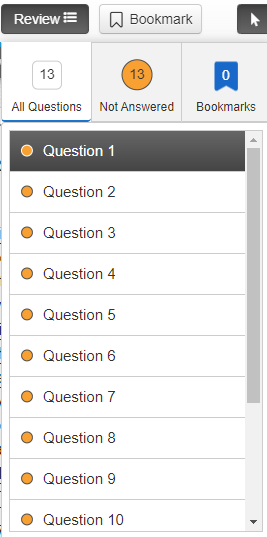 Review Bookmark
13 13 0
All Questions Not Answered Bookmarks
Question 1
Question 2
Question 3
Question 4
Question 5
Question 6
Question 7
Question 8
Question 9
Question 10